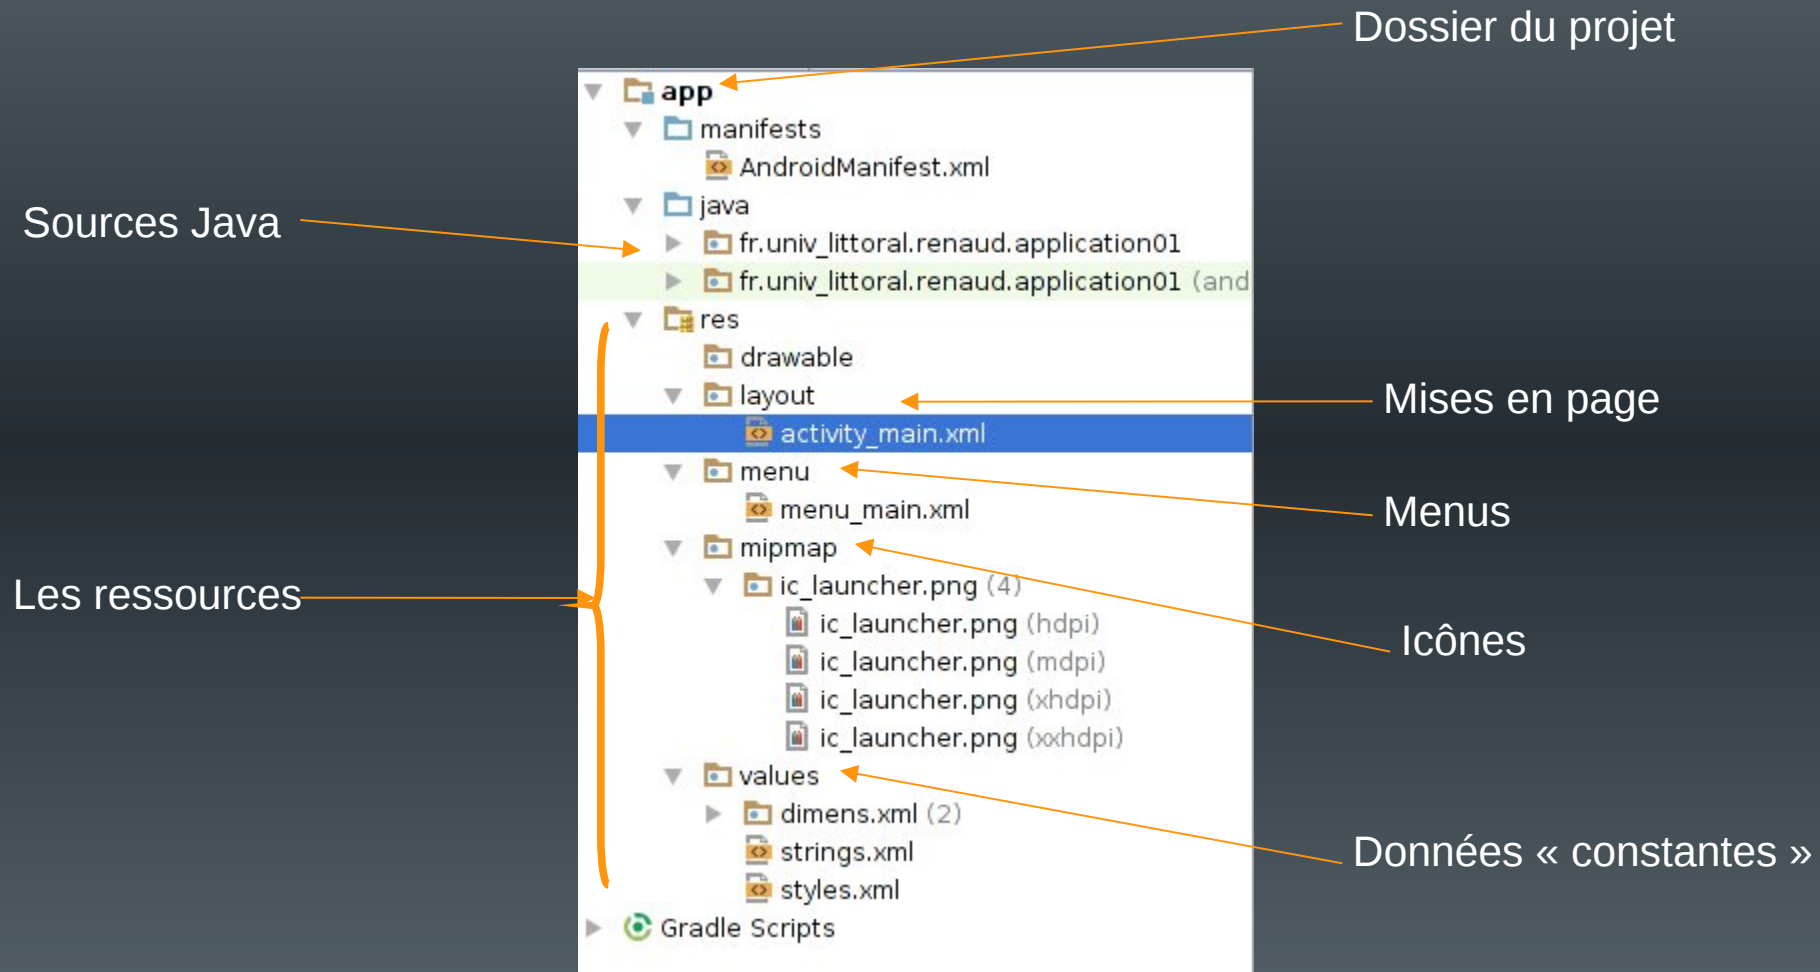 Dossier du projet
app
manifests
AndroidManifest.xml
java
Sources Java
fr.univ_littoral.renaud.application01
fr.univ_littoral.renaud.application01 (and
res
drawable
layout
Mises en page
activity_main.xml
menu
menu_main.xml
Menus
mipmap
ic_launcher.png (4)
Les ressources
ic_launcher.png (hdpi)
Icônes
ic_launcher.png (mdpi)
ic_launcher.png (xhdpi)
ic_launcher.png (xxhdpi)
values
dimens.xml (2)
strings.xml
Données « constantes »
styles.xml
Gradle Scripts